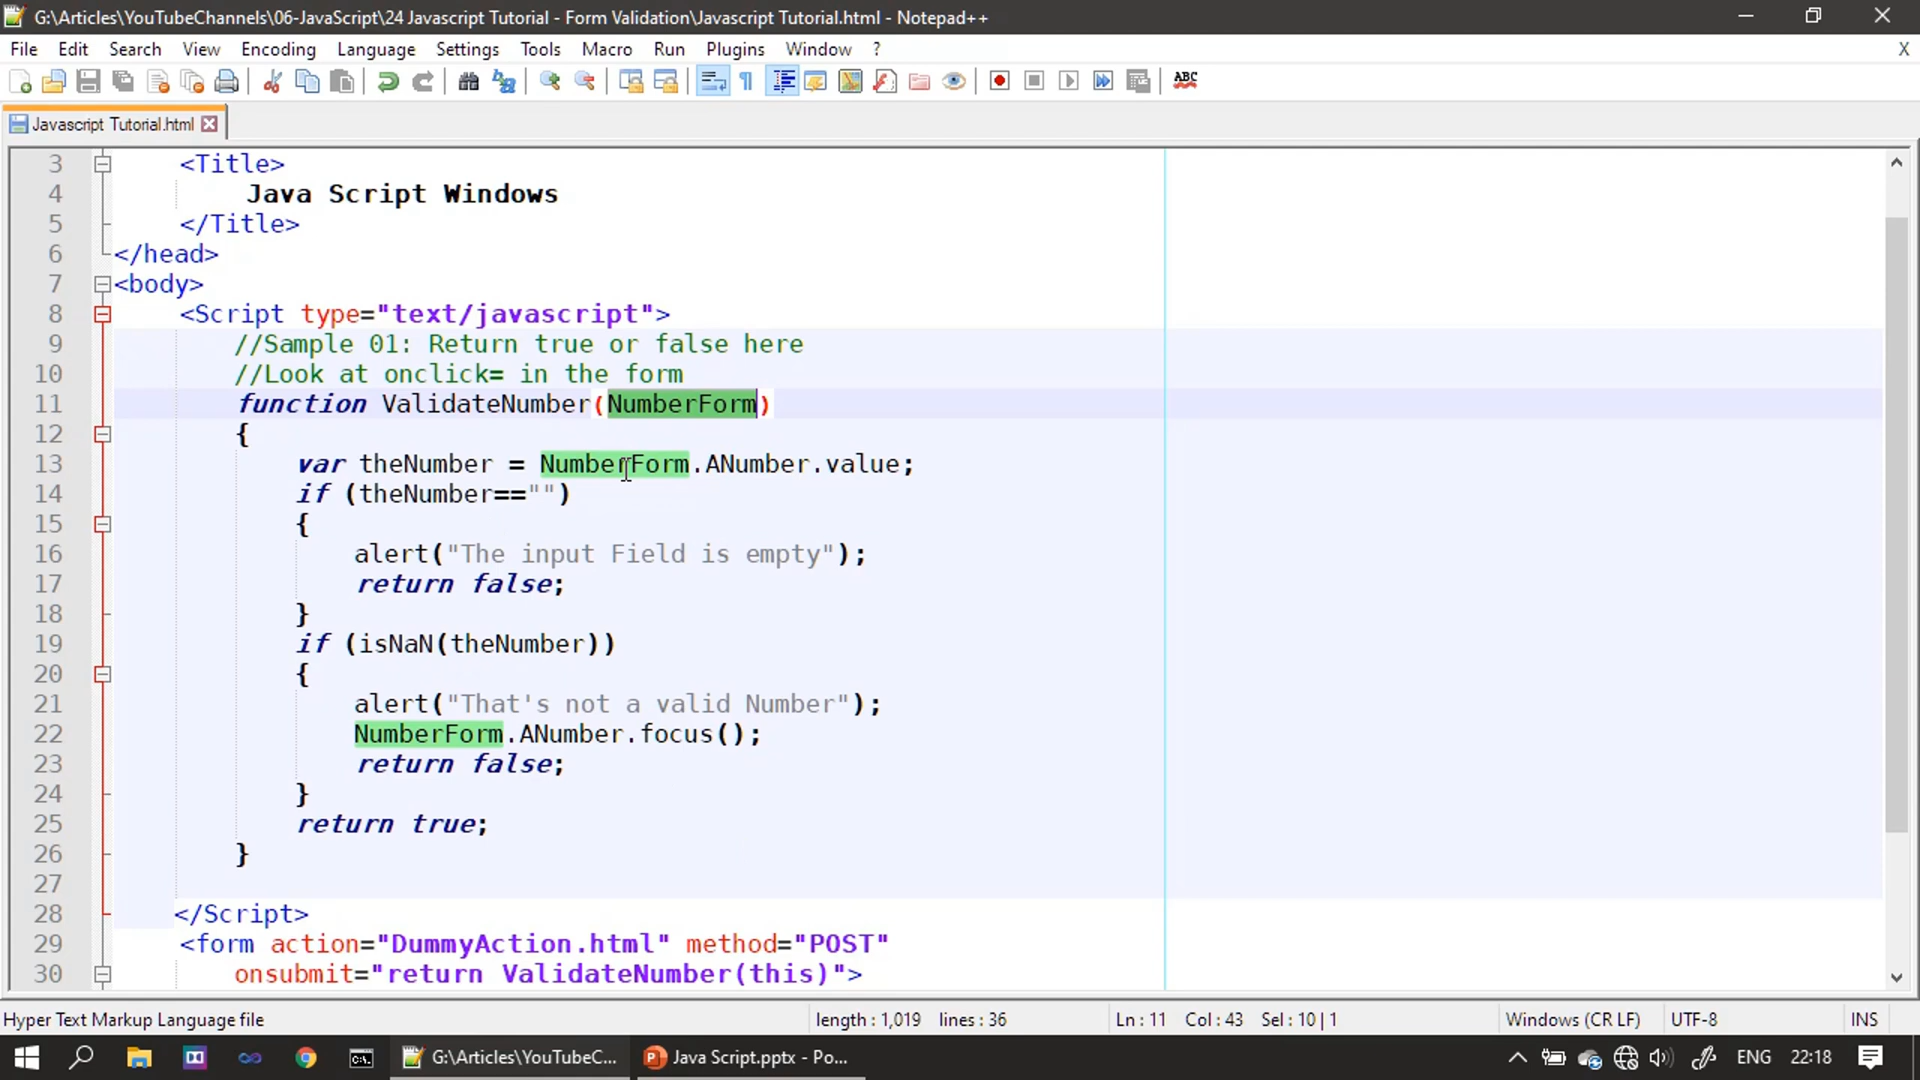 G:\Articles\YouTubeChannels\06-JavaScript\24 Javascript Tutorial - Form Validation\Javascript Tutorial.html - Notepad++
File Edit Search View Encoding Language Settings Tools Macro Run Plugins Window ? X
ABC
Javascript Tutorial.html
3 <Title>
4 Java Script Windows
5 </Title>
6 </head>
7 <body>
8 <Script type="text/javascript">
9 //Sample 01: Return true or false here
10 //Look at onclick= in the form
11 function ValidateNumber(NumberForm)
12 {
13 var theNumber = NumberForm.ANumber.value;
14 if (theNumber=="")
15 {
16 alert("The input Field is empty");
17 return false;
18 }
19 if (isNaN(theNumber))
20 {
21 alert("That's not a valid Number");
22 NumberForm.ANumber.focus();
23 return false;
24 }
25 return true;
26 }
27
28 </Script>
29 <form action="DummyAction.html" method="POST"
30 onsubmit="return ValidateNumber(this)">
Hyper Text Markup Language file length : 1,019 lines : 36 Ln : 11 Col : 43 Sel : 10 | 1 Windows (CR LF) UTF-8 INS
G:\Articles\YouTubeC... Java Script.pptx - Po... ENG 22:18